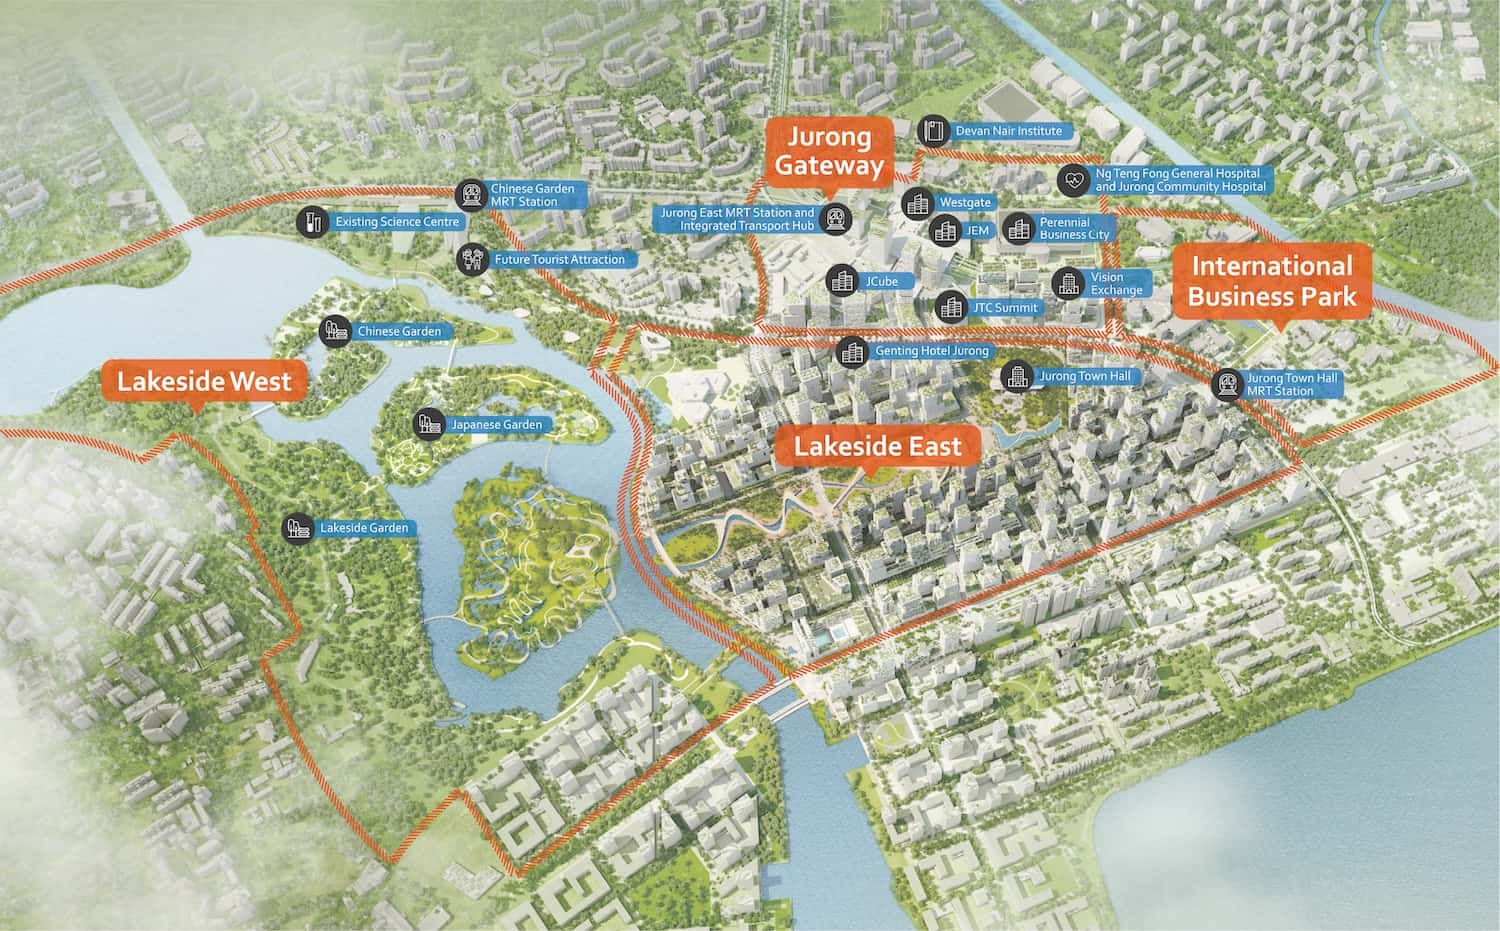 Jurong
Gateway
Devan Nair Institute
Ng Teng Fong General Hospital
and Jurong Community Hospital
Chinese Garden
MRT Station
Existing Science Centre
Westgate
Jurong East MRT Station and
Integrated Transport Hub
JEM
Perennial
Business City
Future Tourist Attraction
International
Business Park
JCube
Vision
Exchange
JTC Summit
Chinese Garden
Genting Hotel Jurong
Lakeside West
Jurong Town Hall
Jurong Town Hall
MRT Station
Japanese Garden
Lakeside East
Lakeside Garden